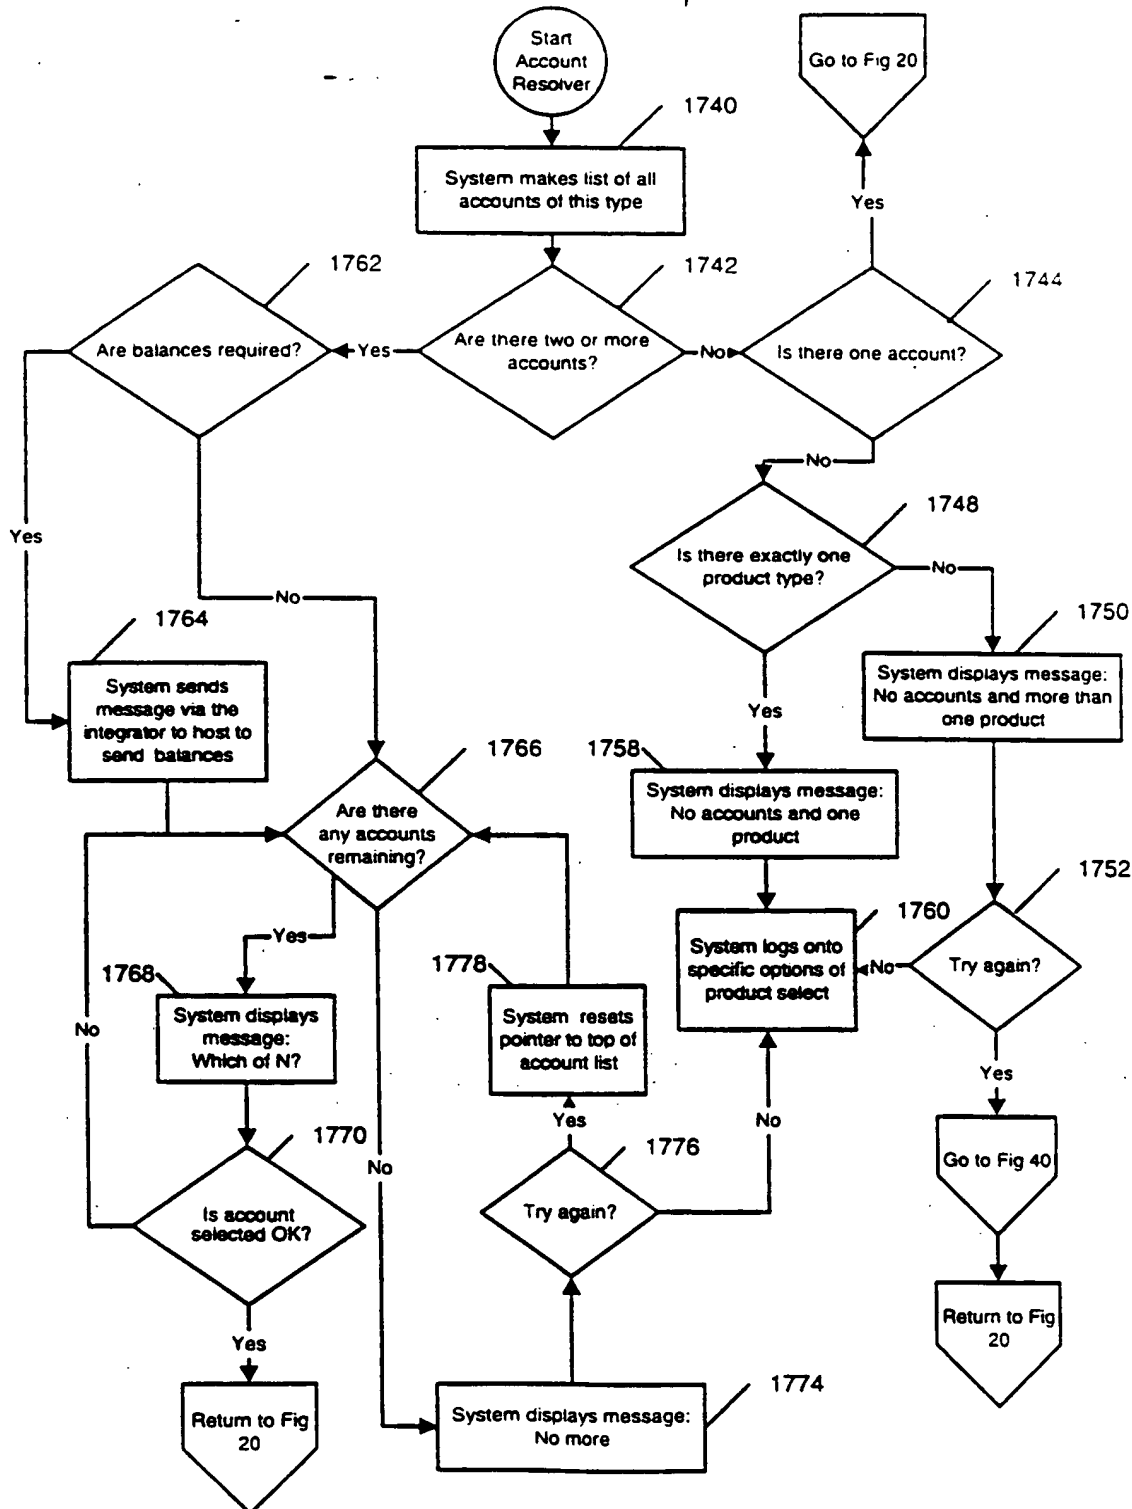 Start
Account
Resolver
Go to Fig 20
1740
System makes list of all
accounts of this type
Yes
1762
1742
1744
Are balances required?
Yes
Are there two or more
accounts?
No
Is there one account?
No
1748
Is there exactly one
product type?
No
Yes
No
1764
1750
System sends
message via the
integrator to host to
send balances
System displays message:
No accounts and more than
one product
Yes
1766
1758
System displays message:
No accounts and one
product
Are there
any accounts
remaining?
1752
1760
Yes
System logs onto
specific options of
product select
No
Try again?
1768
1778
System displays
message:
Which of N?
System resets
pointer to top of
account list
No
Yes
Yes
No
1770
1776
Go to Fig 40
No
Is account
selected OK?
Try again?
Return to Fig
20
Yes
1774
Return to Fig
20
System displays message:
No more